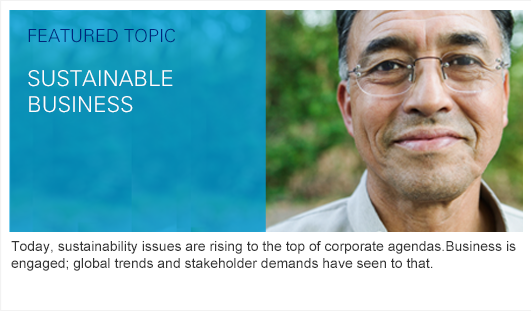 FEATURED TOPIC
SUSTAINABLE
BUSINESS
Today, sustainability issues are rising to the top of corporate agendas.Business is
engaged; global trends and stakeholder demands have seen to that.